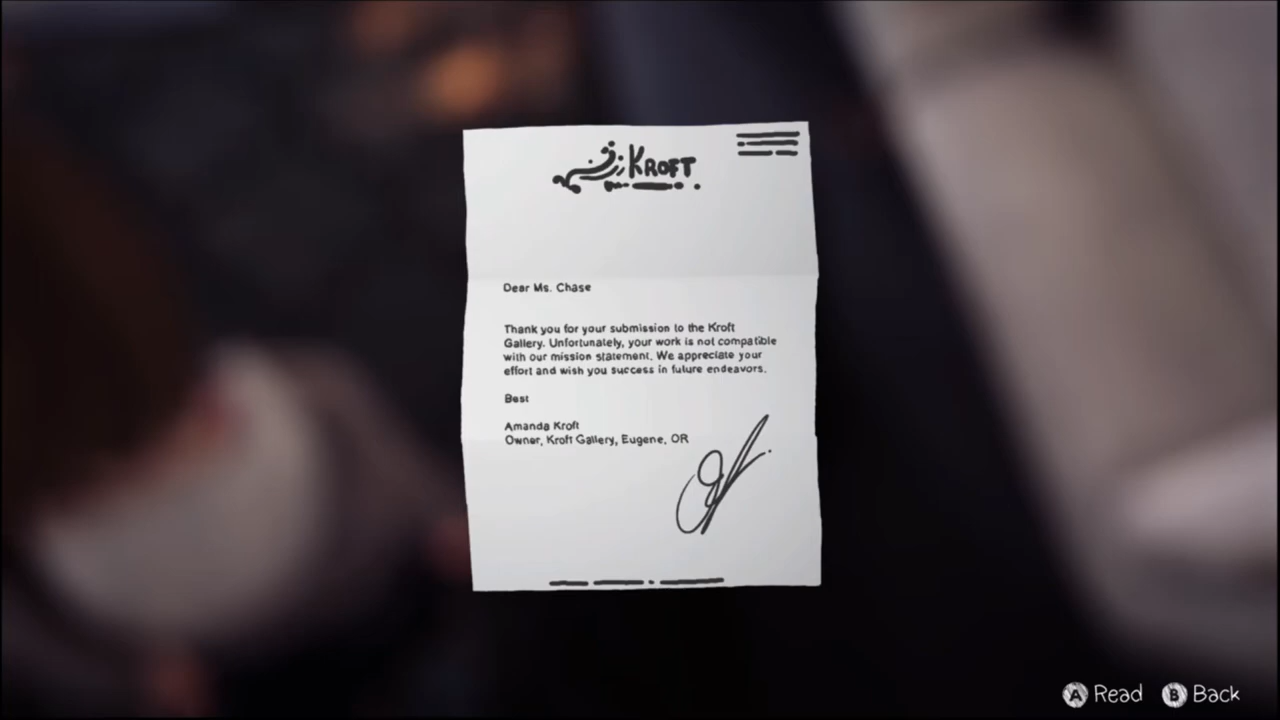 KROFT
Dear Ms. Chase
Thank you for your submission to the Kroft
Gallery. Unfortunately, your work is not compatible
with our mission statement. We appreciate your
effort and wish you success in future endeavors.
Best
Amanda Kroft
Owner, Kroft Gallery, Eugene, OR
A Read B Back